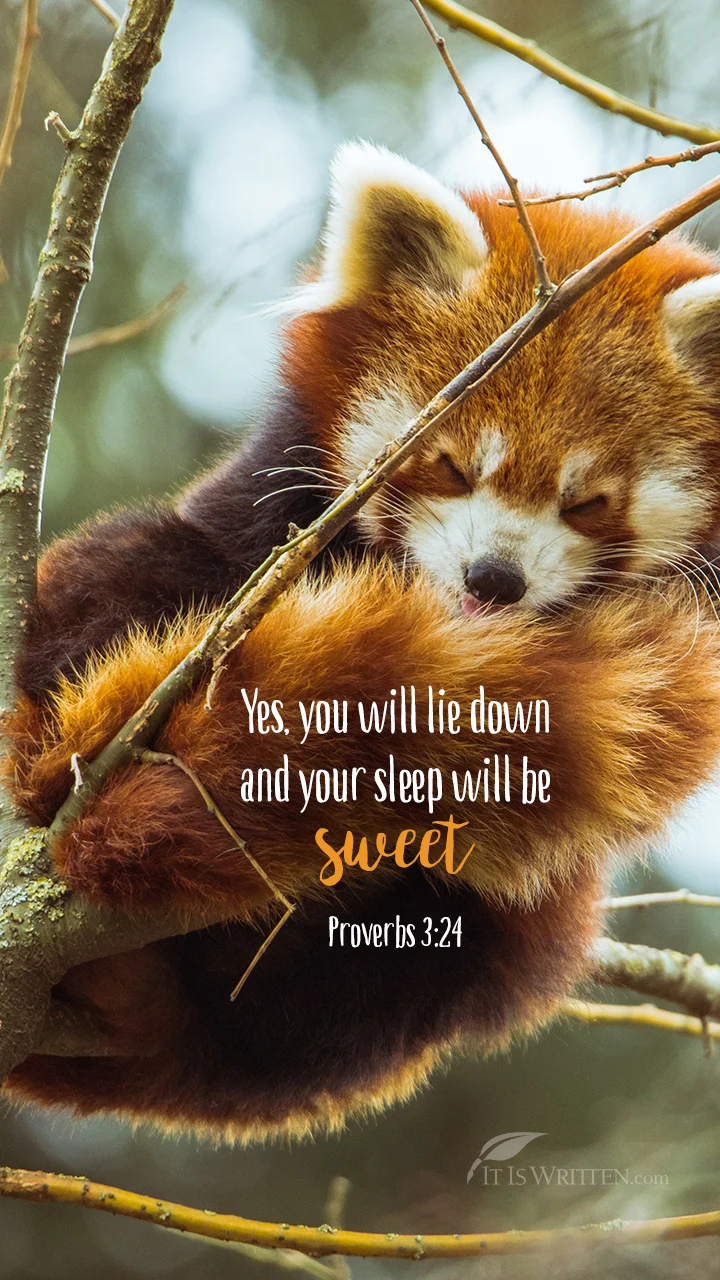 Yes, you will lie down
and your sleep will be
sweet
Proverbs 3:24
IT IS WRITTEN.com